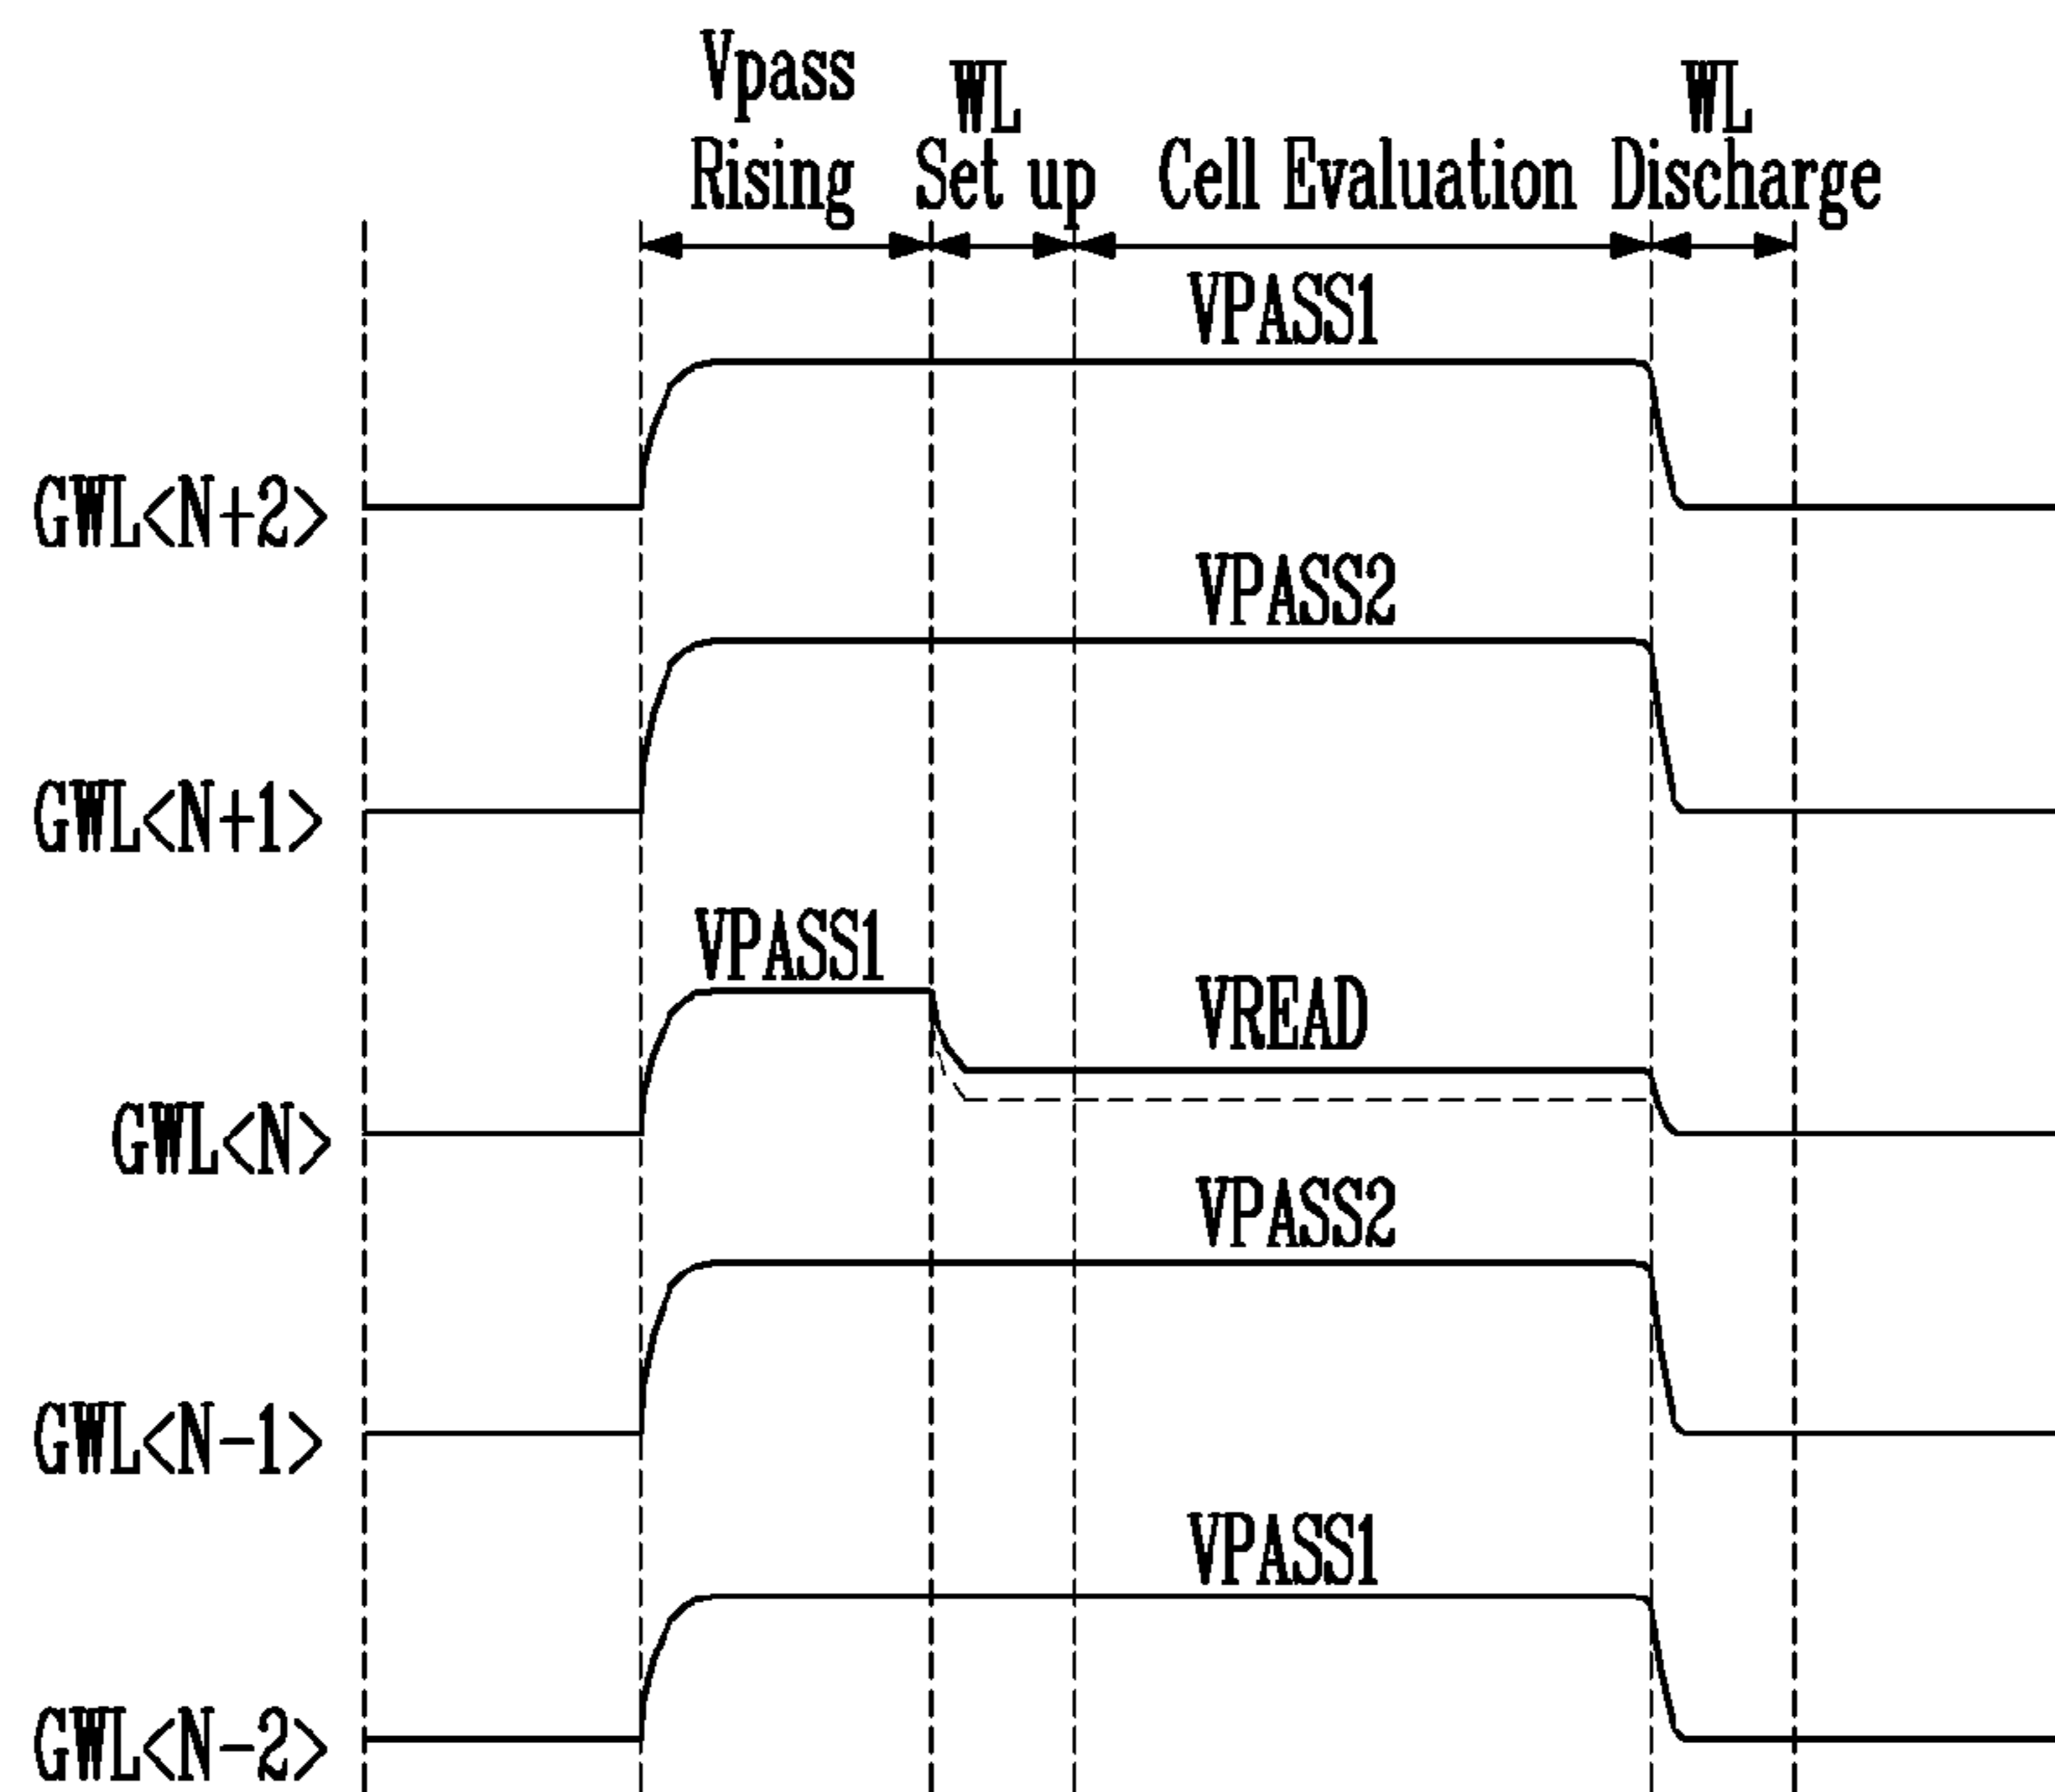 Vpass
Rising
WL
Set up
Cell Evaluation
WL
Discharge
VPASS1
GWL<N+2>
VPASS2
GWL<N+1>
VPASS1
VREAD
GWL<N>
VPASS2
GWL<N-1>
VPASS1
GWL<N-2>